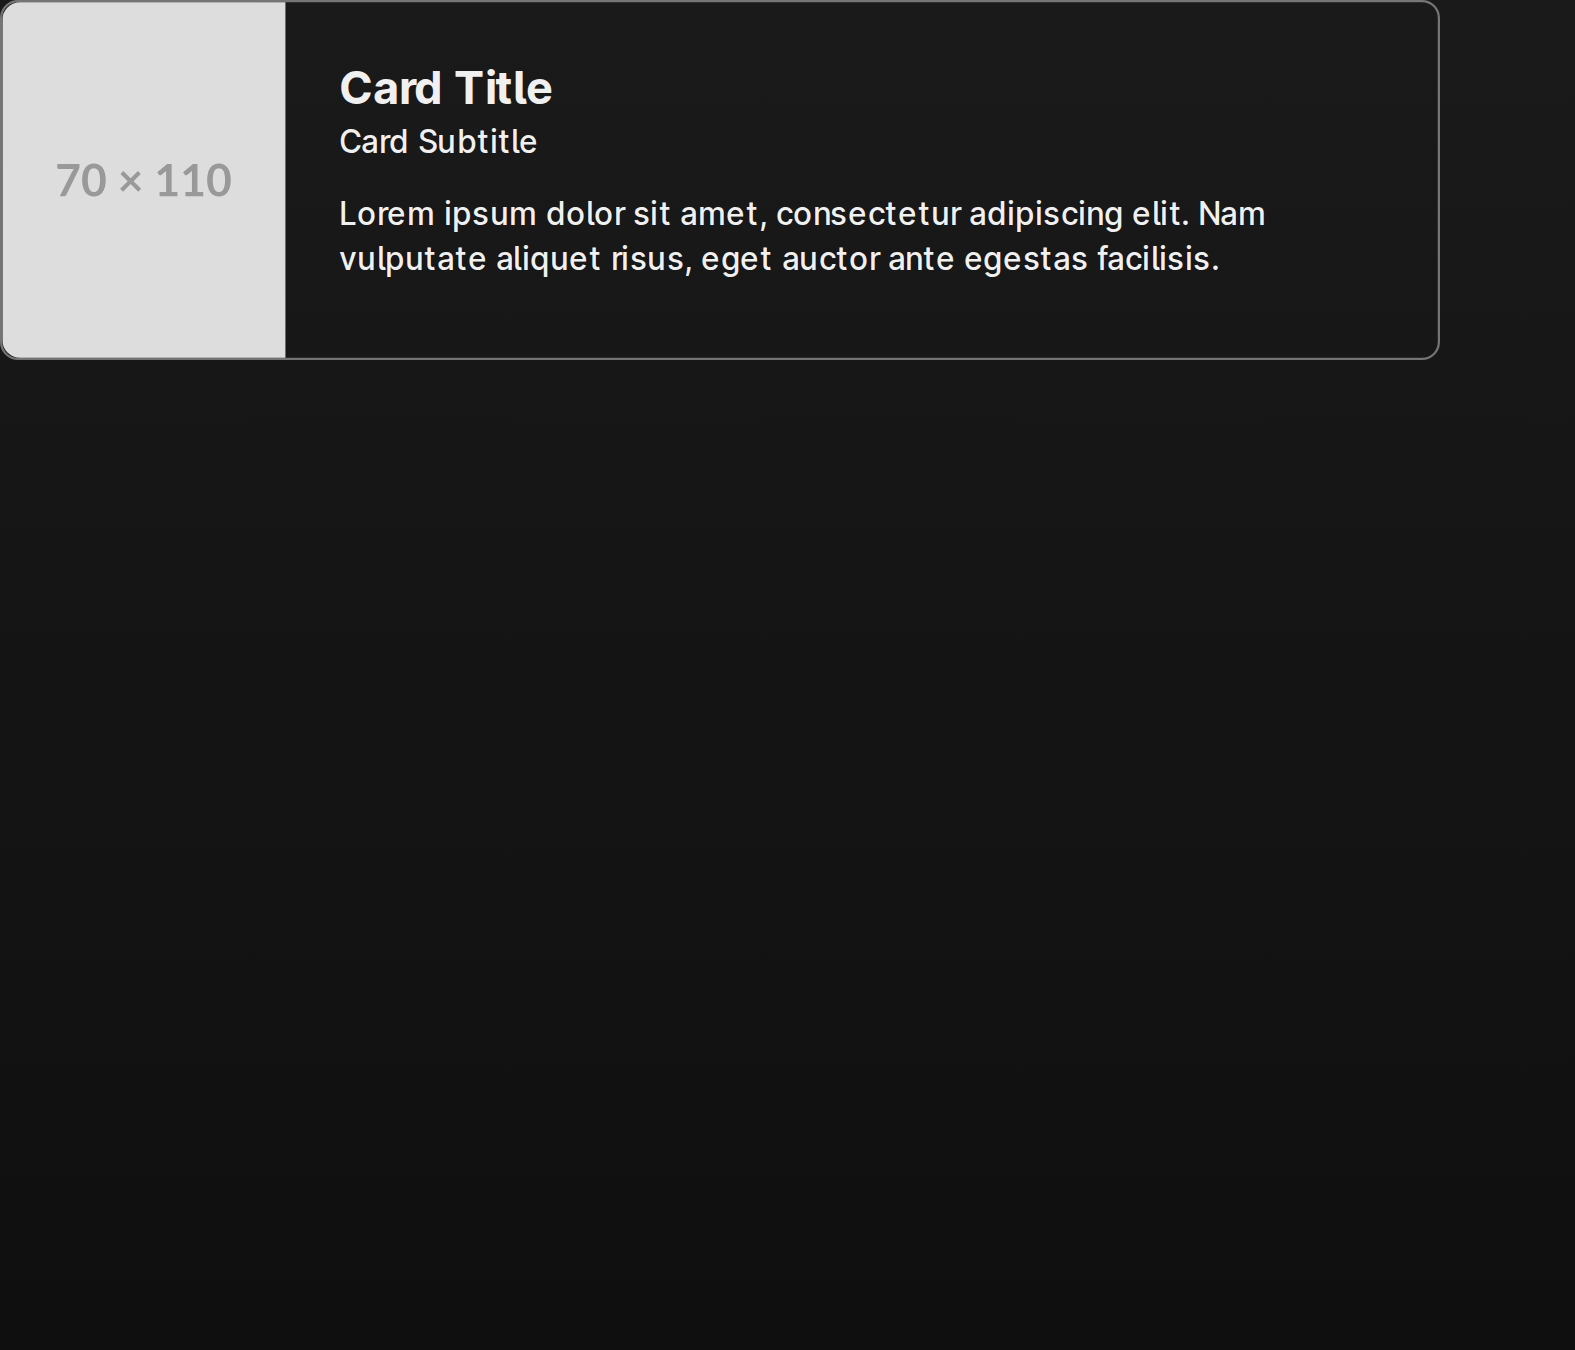 70 × 110
Card Title
Card Subtitle
Lorem ipsum dolor sit amet, consectetur adipiscing elit. Nam
vulputate aliquet risus, eget auctor ante egestas facilisis.